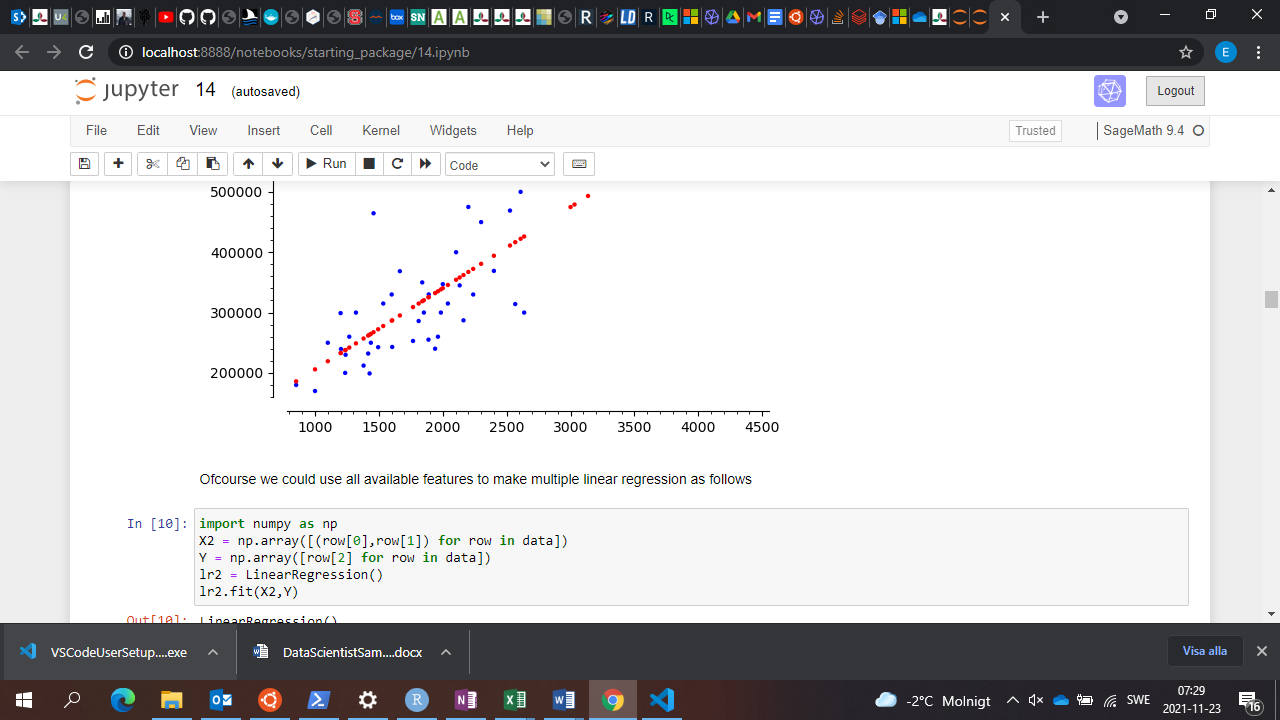 localhost:8888/notebooks/starting_package/14.ipynb
E
jupyter 14 (autosaved)
Logout
File Edit View Insert Cell Kernel Widgets Help
Trusted
SageMath 9.4
Run
Code
500000
400000
300000
200000
1000 1500 2000 2500 3000 3500 4000 4500
Ofcourse we could use all available features to make multiple linear regression as follows
In [10]:
import numpy as np
X2 = np.array([(row[0],row[1]) for row in data])
Y = np.array([row[2] for row in data])
lr2 = LinearRegression()
lr2.fit(X2,Y)
Out[10]: LinearRegression()
VSCodeUserSetup....exe
DataScientistSam....docx
Visa alla
-2°C Molnigt
SWE
07:29
2021-11-23
16